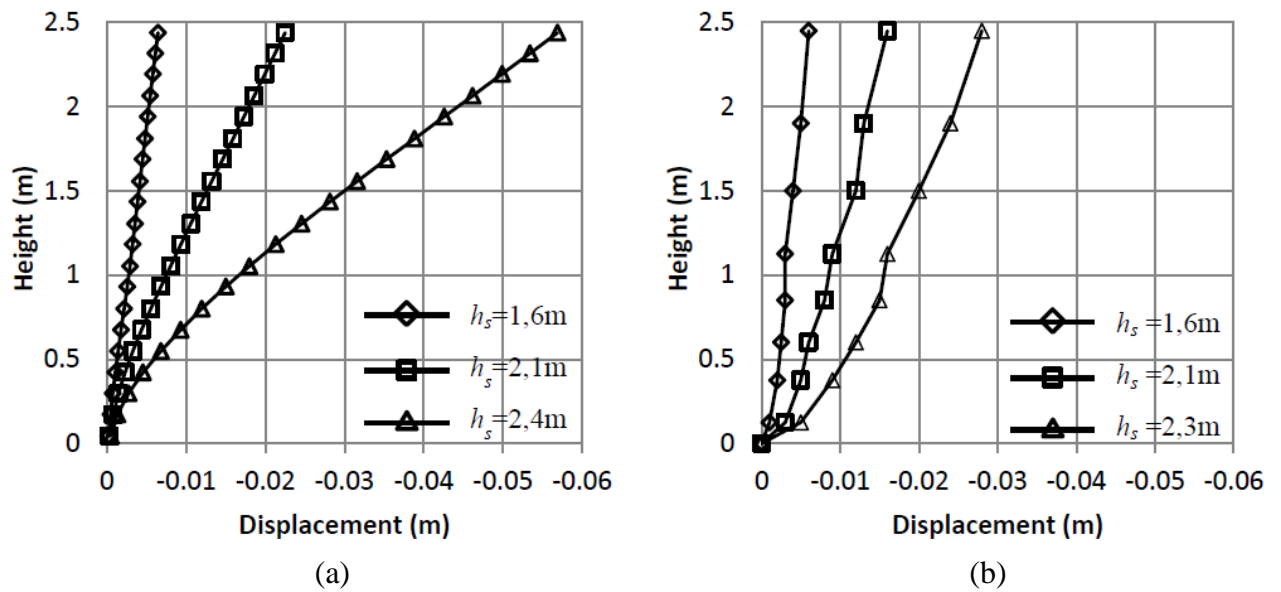 2.5
2
1.5
1
0.5
0
Height (m)
0 -0.01 -0.02 -0.03 -0.04 -0.05 -0.06
Displacement (m)
hs=1,6m
hs=2,1m
hs=2,4m
(a)
2.5
2
1.5
1
0.5
0
Height (m)
0 -0.01 -0.02 -0.03 -0.04 -0.05 -0.06
Displacement (m)
hs =1,6m
hs =2,1m
hs =2,3m
(b)